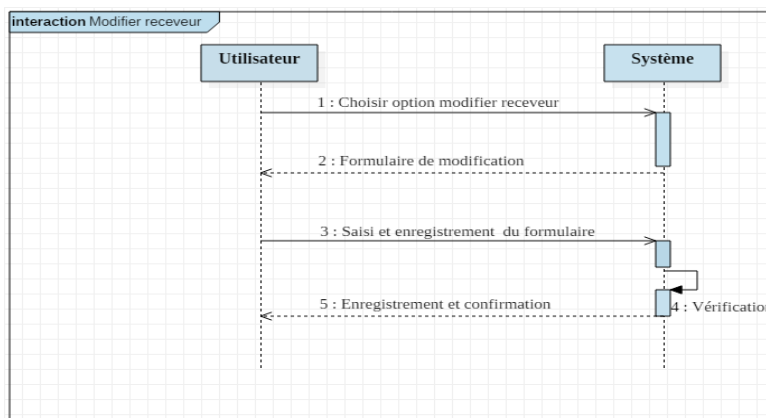 interaction Modifier receveur
Utilisateur
Système
1 : Choisir option modifier receveur
2 : Formulaire de modification
3 : Saisi et enregistrement du formulaire
4 : Vérification
5 : Enregistrement et confirmation